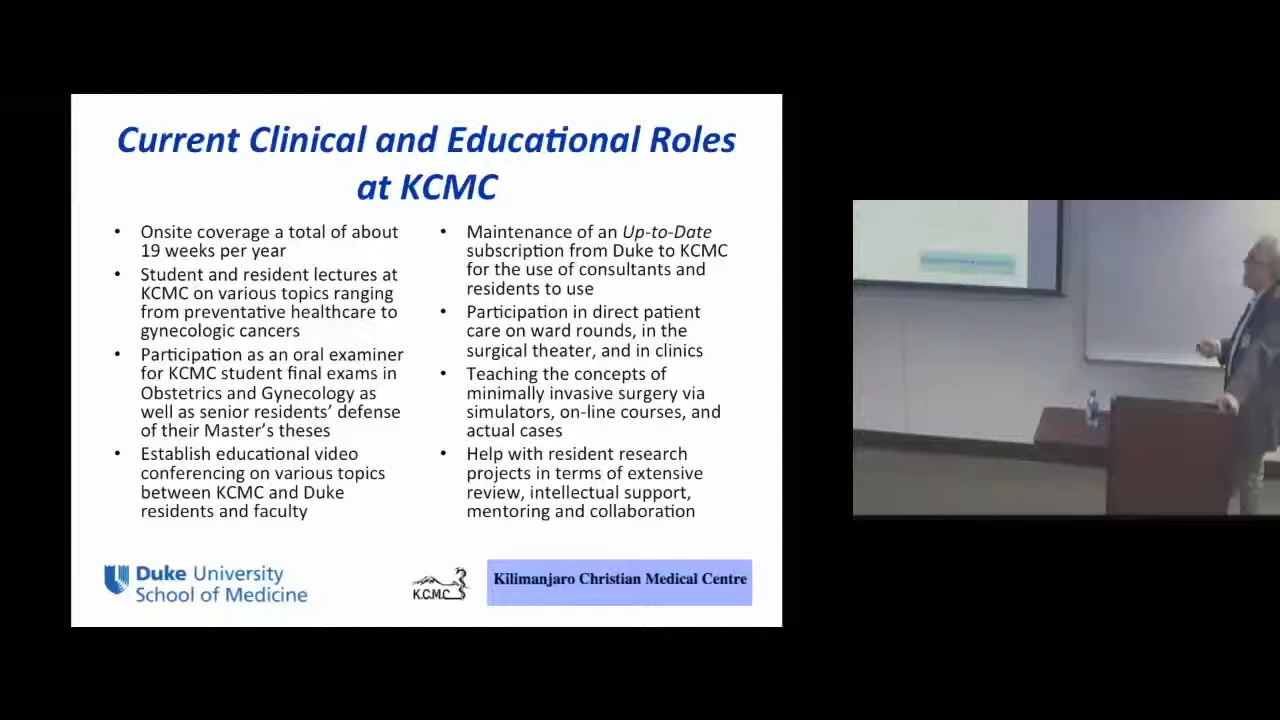 Current Clinical and Educational Roles
at KCMC
• Onsite coverage a total of about
19 weeks per year
• Student and resident lectures at
KCMC on various topics ranging
from preventative healthcare to
gynecologic cancers
• Participation as an oral examiner
for KCMC student final exams in
Obstetrics and Gynecology as
well as senior residents’ defense
of their Master’s theses
• Establish educational video
conferencing on various topics
between KCMC and Duke
residents and faculty
• Maintenance of an Up-to-Date
subscription from Duke to KCMC
for the use of consultants and
residents to use
• Participation in direct patient
care on ward rounds, in the
surgical theater, and in clinics
• Teaching the concepts of
minimally invasive surgery via
simulators, on-line courses, and
actual cases
• Help with resident research
projects in terms of extensive
review, intellectual support,
mentoring and collaboration
Duke University
School of Medicine
K.C.M.C
Kilimanjaro Christian Medical Centre